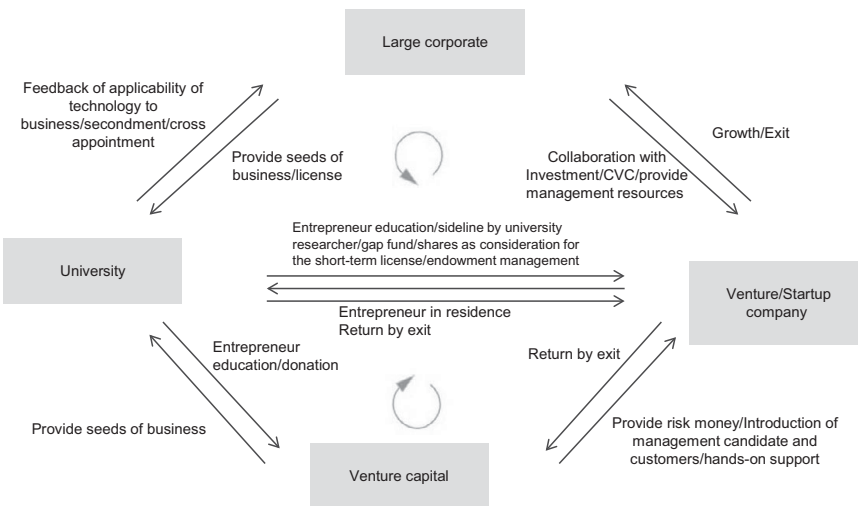 Large corporate
Feedback of applicability of
technology to
business/secondment/cross
appointment
Provide seeds of
business/license
Growth/Exit
Collaboration with
Investment/CVC/provide
management resources
Entrepreneur education/sideline by university
researcher/gap fund/shares as consideration for
the short-term license/endowment management
University
Venture/Startup
company
Entrepreneur in residence
Return by exit
Entrepreneur
education/donation
Return by exit
Provide seeds of business
Provide risk money/Introduction of
management candidate and
customers/hands-on support
Venture capital